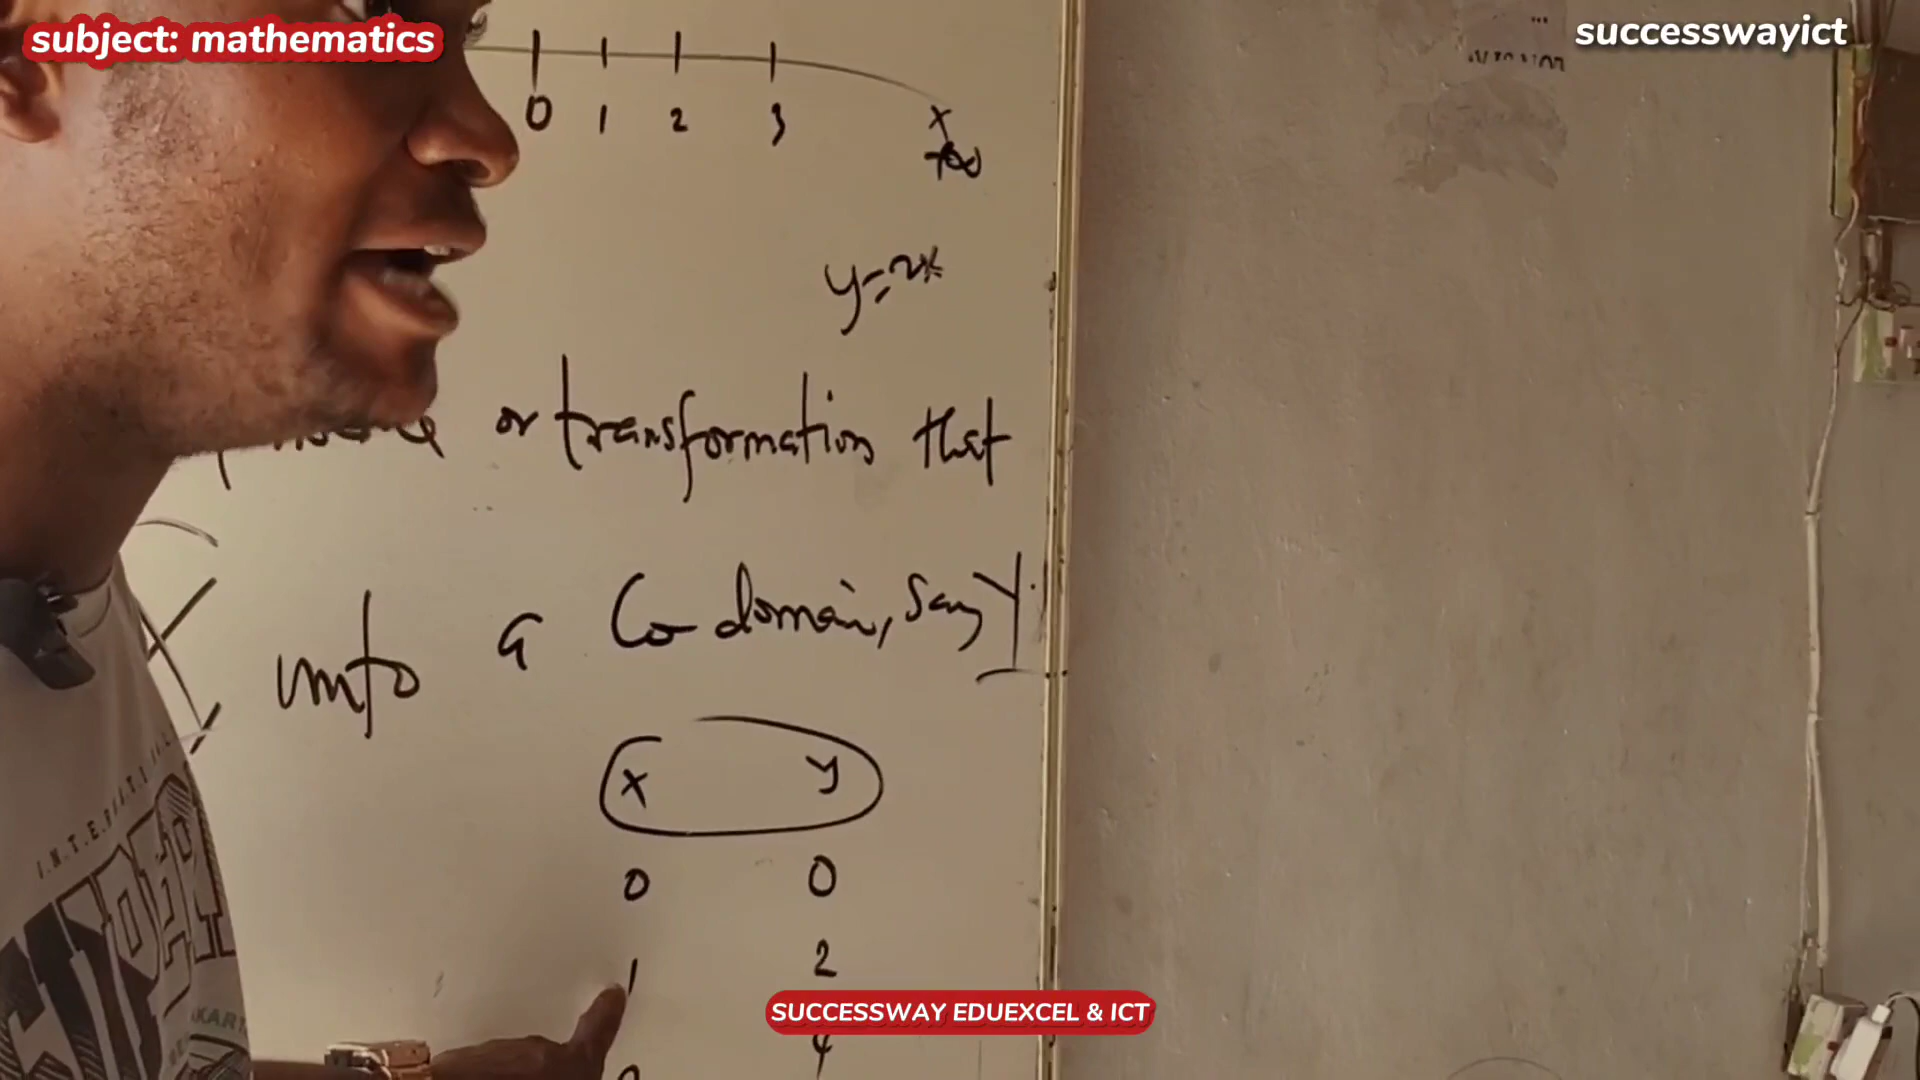 subject: mathematics
successwayict
0 1 2 3 x
+∞
y=2x
or transformation that
unto a Co-domain, say Y
x y
0 0
1 2
4
I.N.T.E.R.N.A.T.I.
SUCCESSWAY EDUEXCEL & ICT